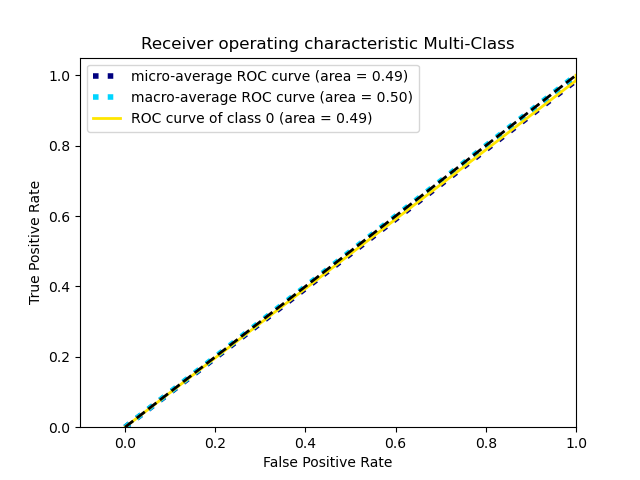 Receiver operating characteristic Multi-Class
micro-average ROC curve (area = 0.49)
macro-average ROC curve (area = 0.50)
ROC curve of class 0 (area = 0.49)
True Positive Rate
1.0
0.8
0.6
0.4
0.2
0.0
0.0 0.2 0.4 0.6 0.8 1.0
False Positive Rate